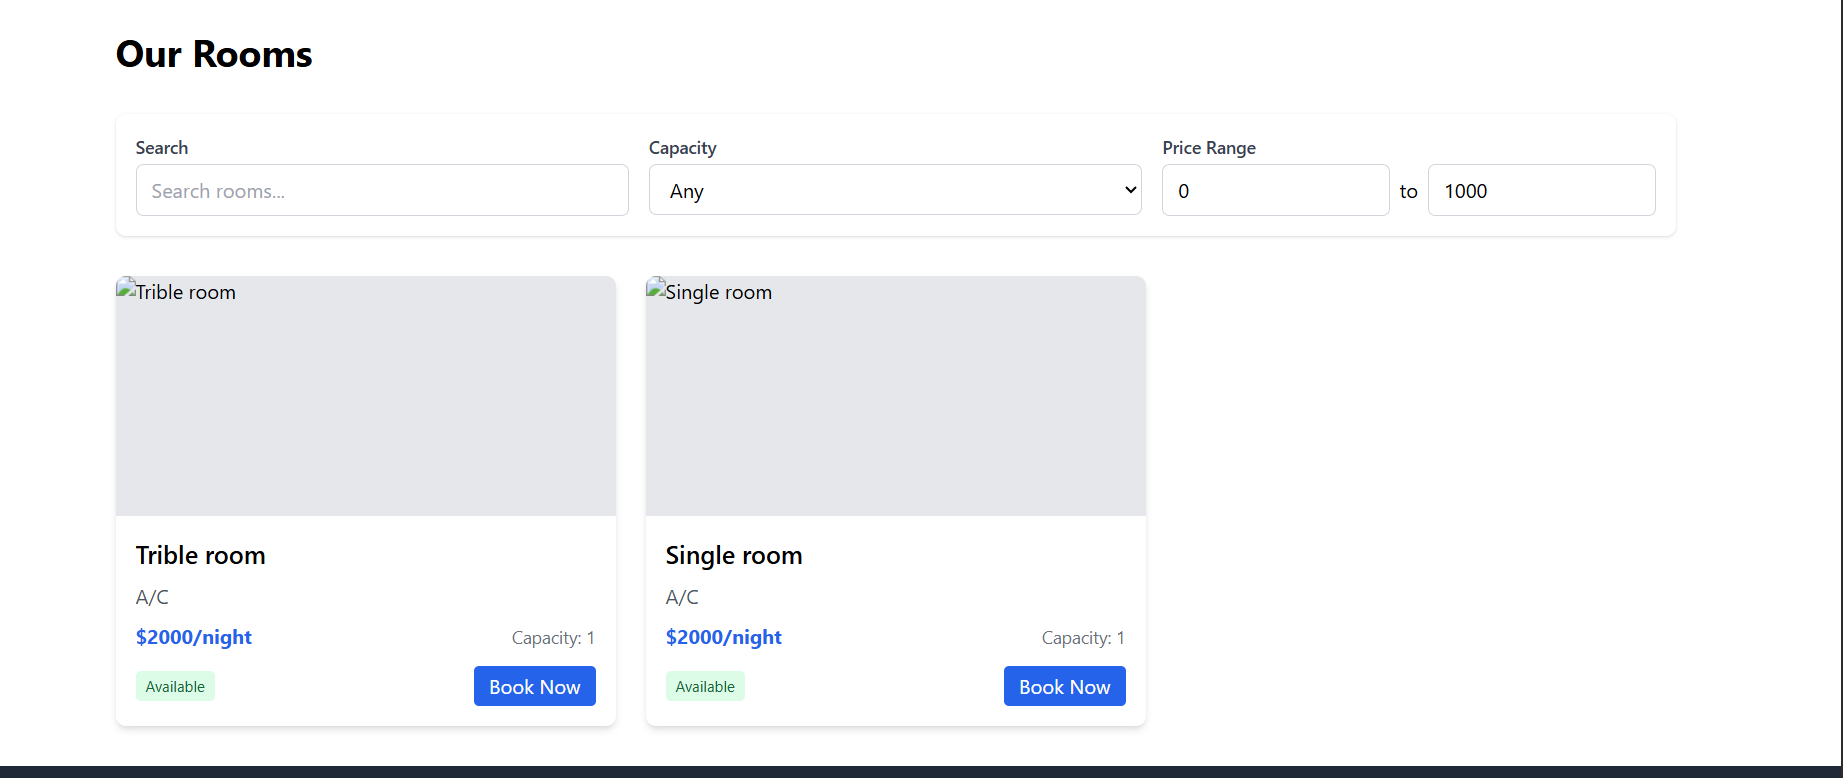 Our Rooms
Search
Capacity
Price Range
Search rooms...
Any
0 to 1000
Trible room
Single room
Trible room
A/C
$2000/night
Capacity: 1
Available
Book Now
Single room
A/C
$2000/night
Capacity: 1
Available
Book Now